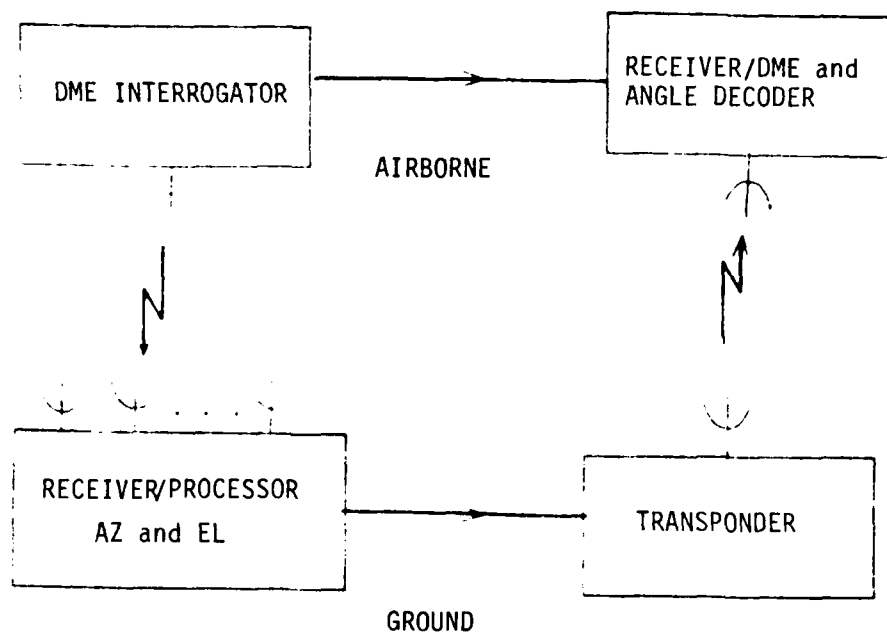 DME INTERROGATOR
RECEIVER/DME and
ANGLE DECODER
AIRBORNE
RECEIVER/PROCESSOR
AZ and EL
TRANSPONDER
GROUND